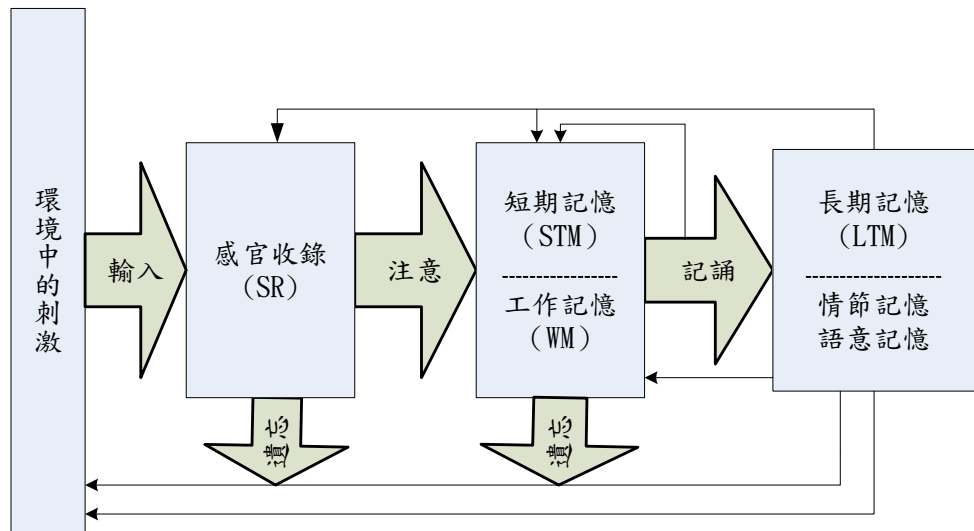 環境中的刺激
輸入
感官收錄
(SR)
注意
短期記憶
(STM)
工作記憶
(WM)
記誦
長期記憶
(LTM)
情節記憶
語意記憶
遺忘
遺忘